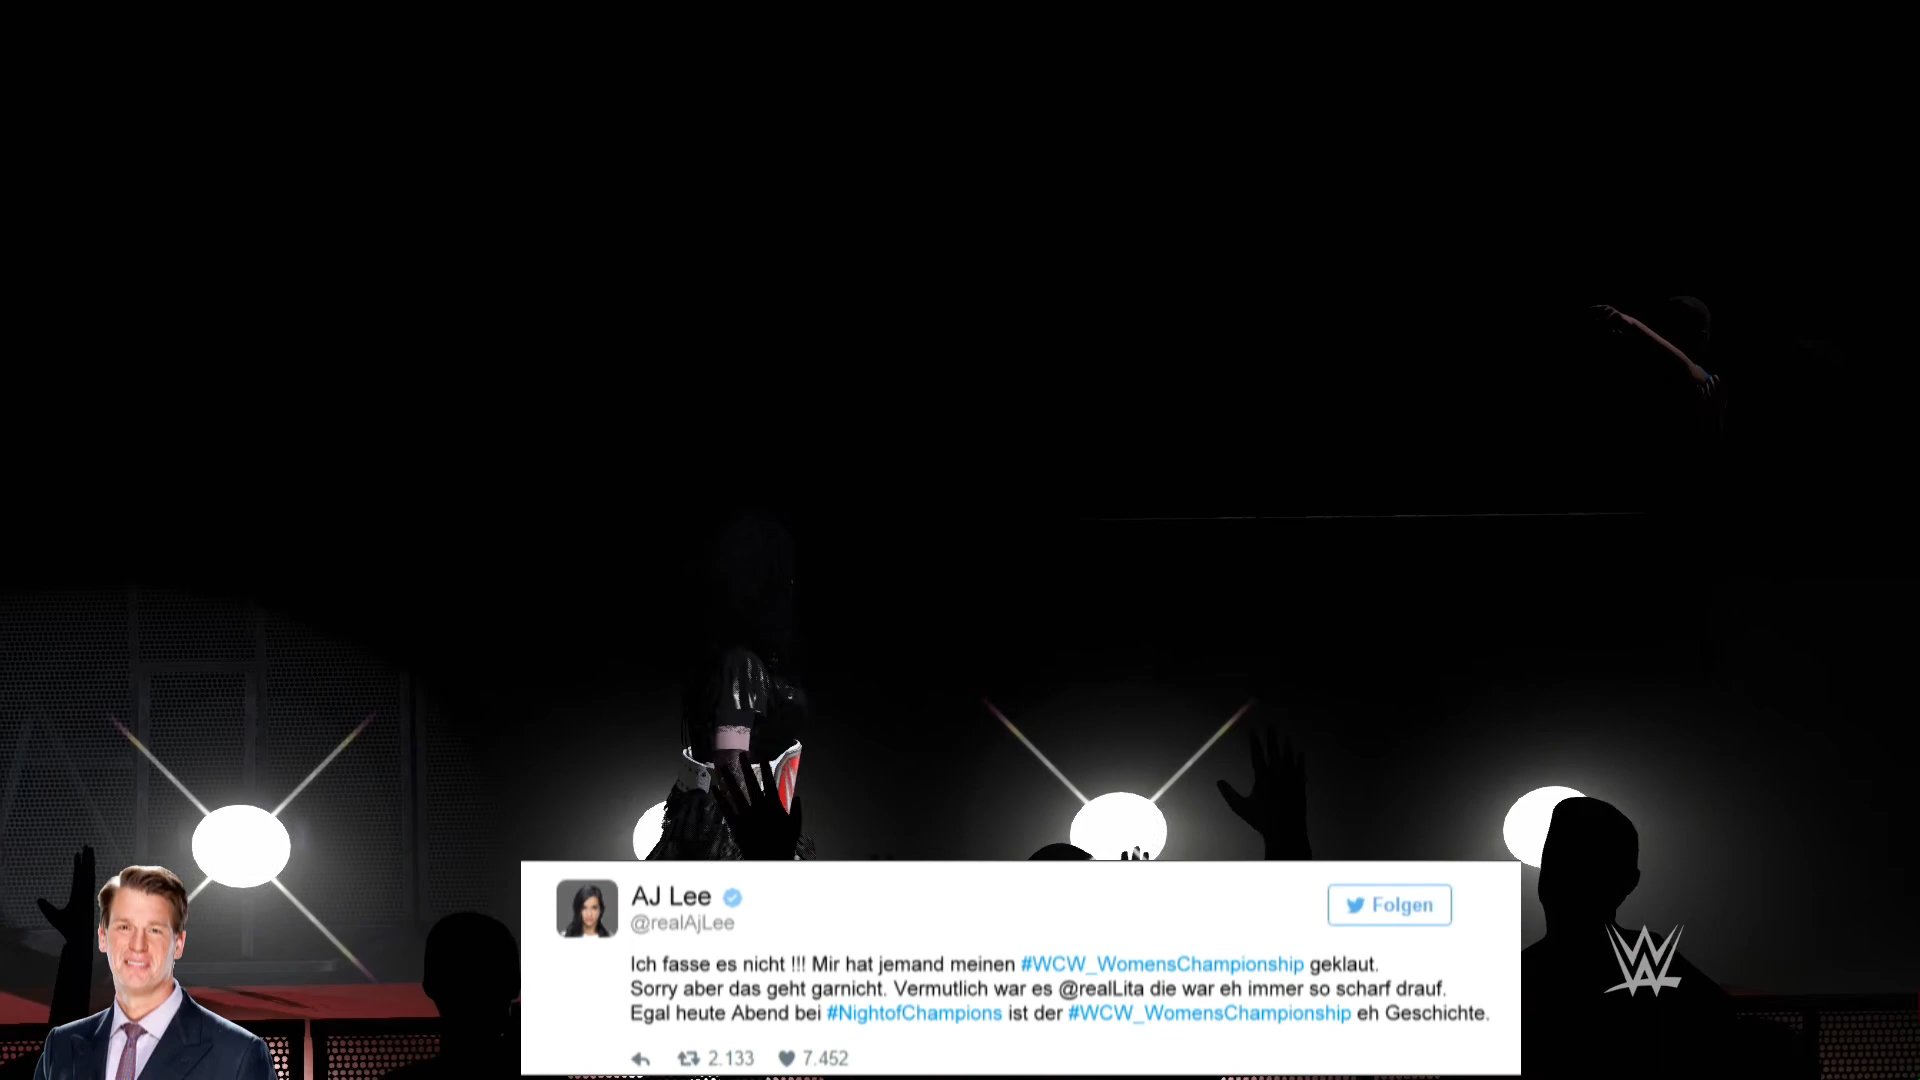 AJ Lee
@realAjLee
Folgen
Ich fasse es nicht !!! Mir hat jemand meinen #WCW_WomensChampionship geklaut.
Sorry aber das geht garnicht. Vermutlich war es @realLita die war eh immer so scharf drauf.
Egal heute Abend bei #NightofChampions ist der #WCW_WomensChampionship eh Geschichte.
2.133 7.452
W